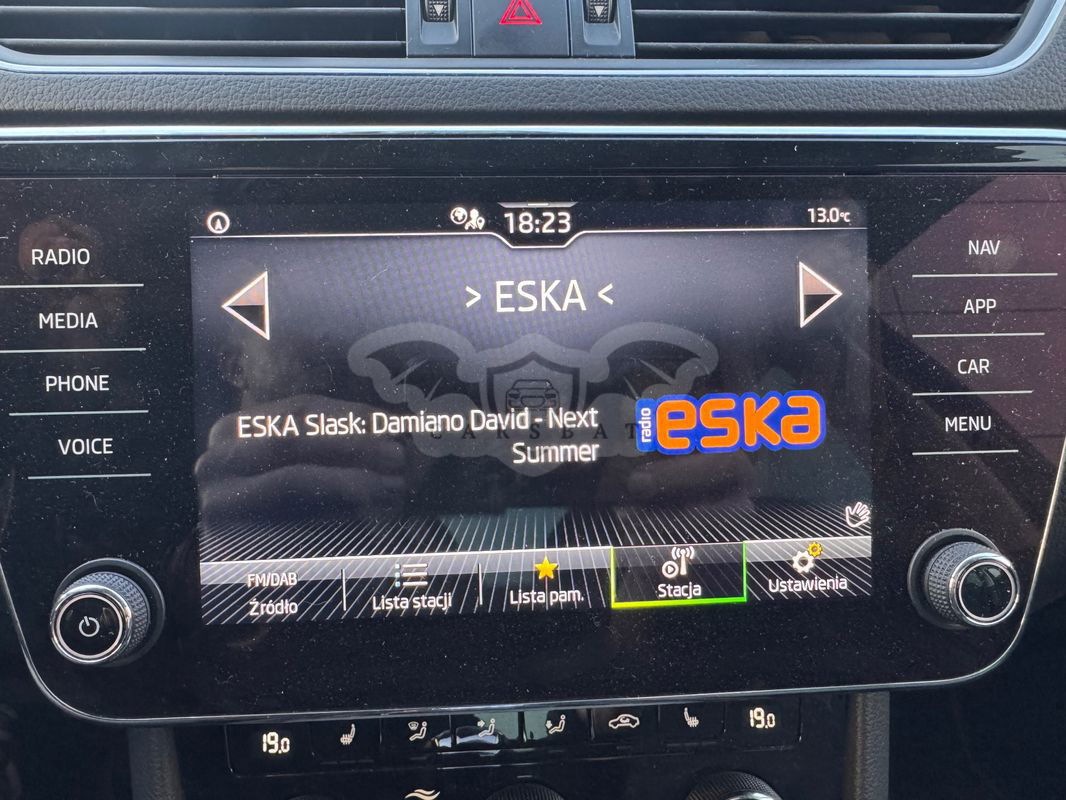 18:23
13.0°C
RADIO
MEDIA
PHONE
VOICE
> ESKA <
ESKA Slask: Damiano David - Next
Summer
radio
eska
CARSBAT
NAV
APP
CAR
MENU
FM/DAB
Źródło
Lista stacji
Lista pam.
Stacja
Ustawienia
19.0
19.0